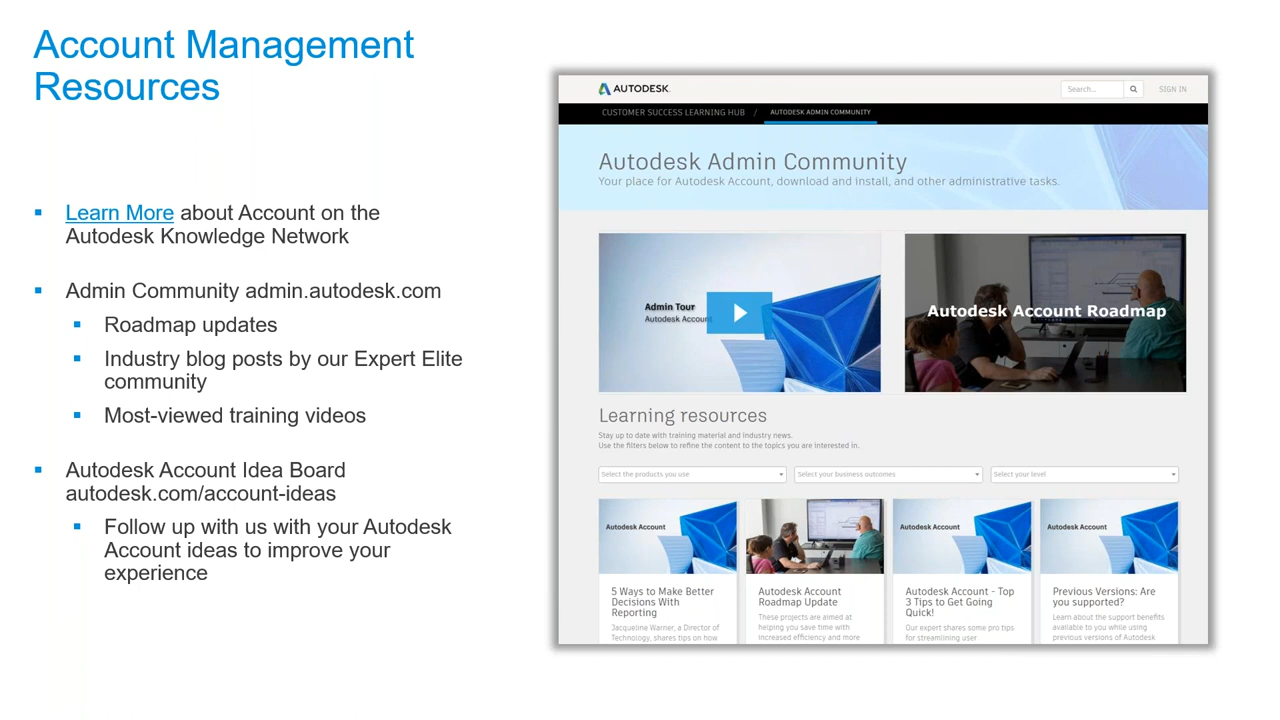 Account Management
Resources
▪ Learn More about Account on the
Autodesk Knowledge Network
▪ Admin Community admin.autodesk.com
▪ Roadmap updates
▪ Industry blog posts by our Expert Elite
community
▪ Most-viewed training videos
▪ Autodesk Account Idea Board
autodesk.com/account-ideas
▪ Follow up with us with your Autodesk
Account ideas to improve your
experience
AUTODESK.
Search...
SIGN IN
CUSTOMER SUCCESS LEARNING HUB / AUTODESK ADMIN COMMUNITY
Autodesk Admin Community
Your place for Autodesk Account, download and install, and other administrative tasks.
Admin Tour
Autodesk Account
Autodesk Account Roadmap
Learning resources
Stay up to date with training material and industry news.
Use the filters below to refine the content to the topics you are interested in.
Select the products you use
Select your business outcomes
Select your level
Autodesk Account
5 Ways to Make Better
Decisions With
Reporting
Jacqueline Warner, a Director of
Technology, shares tips on how
Autodesk Account
Roadmap Update
These projects are aimed at
helping you save time with
increased efficiency and more
Autodesk Account
Autodesk Account - Top
3 Tips to Get Going
Quick!
Our expert shares some pro tips
for streamlining user
Autodesk Account
Previous Versions: Are
you supported?
Learn about the support benefits
available to you while using
previous versions of Autodesk